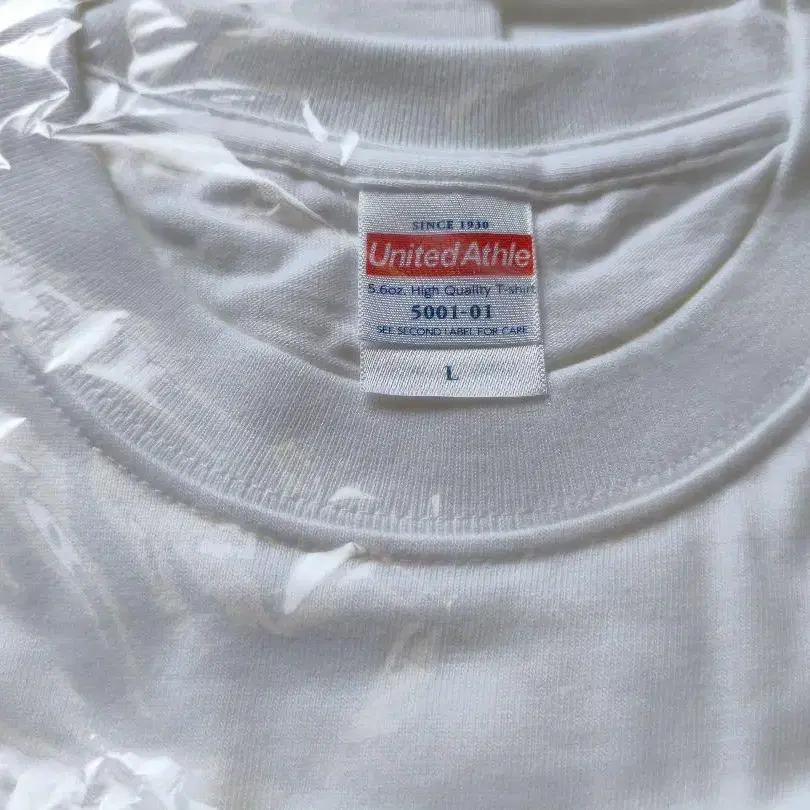 SINCE 1930
United Athle
5.6oz. High Quality T-shirt
5001-01
SEE SECOND LABEL FOR CARE
L